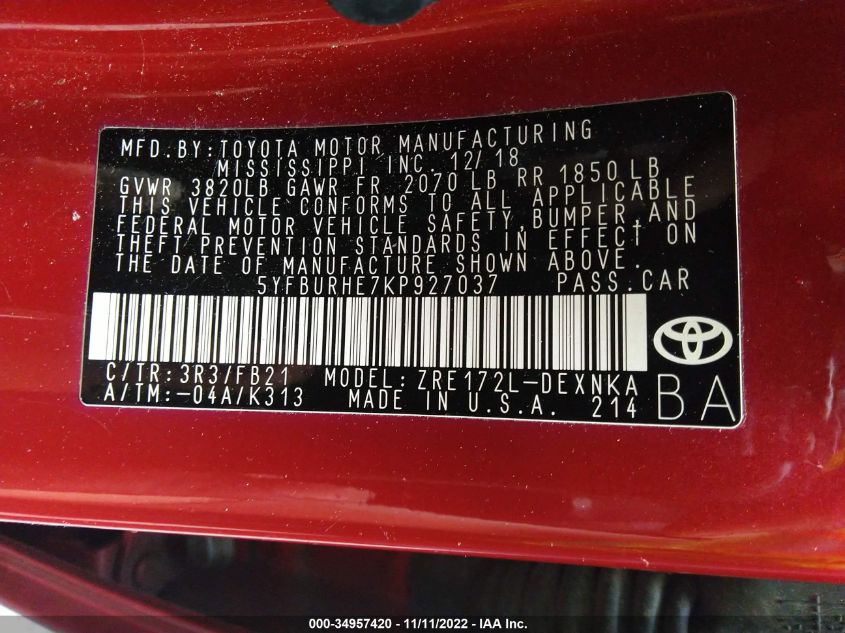 MFD.BY:TOYOTA MOTOR MANUFACTURING
MISSISSIPPI INC. 12/18
GVWR 3820LB GAWR FR 2070 LB RR 1850 LB
THIS VEHICLE CONFORMS TO ALL APPLICABLE
FEDERAL MOTOR VEHICLE SAFETY,BUMPER,AND
THEFT PREVENTION STANDARDS IN EFFECT ON
THE DATE OF MANUFACTURE SHOWN ABOVE.
5YFBURHE7KP927037 PASS.CAR
C/TR:3R3/FB21 MODEL:ZRE172L-DEXNKA
A/TM:-04A/K313 MADE IN U.S.A. 214
BA
000-34957420 - 11/11/2022 - IAA Inc.